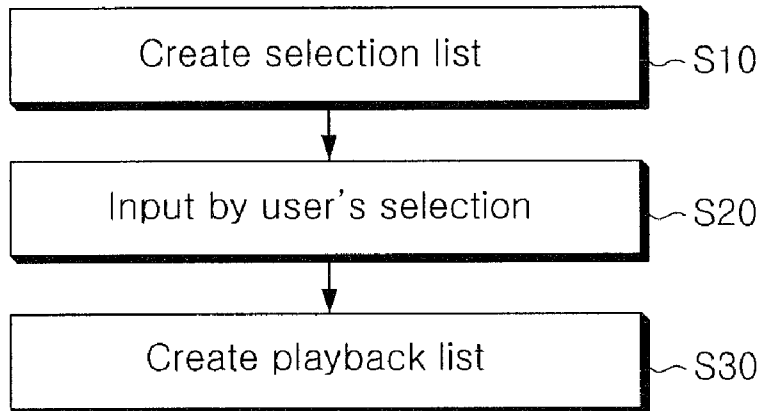 Create selection list
S10
Input by user's selection
S20
Create playback list
S30